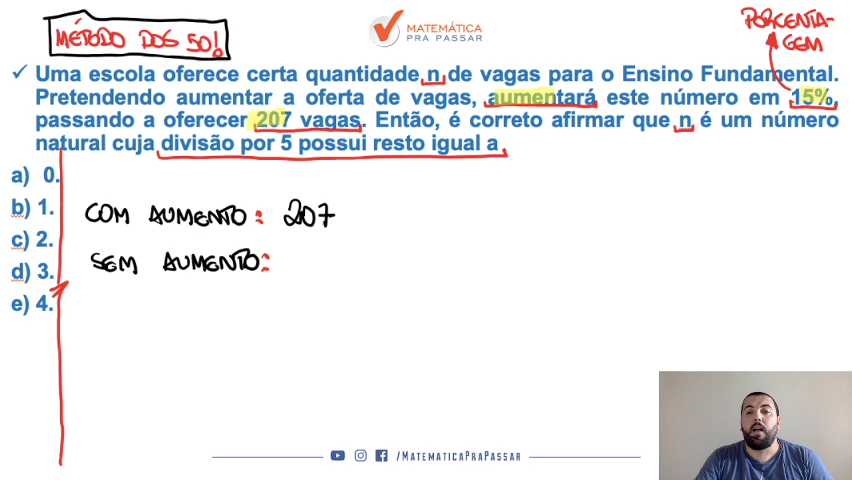 MÉTODO DOS 50!
MATEMÁTICA
PRA PASSAR
PORCENTA-
GEM
✓ Uma escola oferece certa quantidade n de vagas para o Ensino Fundamental.
Pretendendo aumentar a oferta de vagas, aumentará este número em 15%,
passando a oferecer 207 vagas. Então, é correto afirmar que n é um número
natural cuja divisão por 5 possui resto igual a
a) 0.
b) 1.
c) 2.
d) 3.
e) 4.
COM AUMENTO: 207
SEM AUMENTO:
/MATEMATICAPRAPASSAR